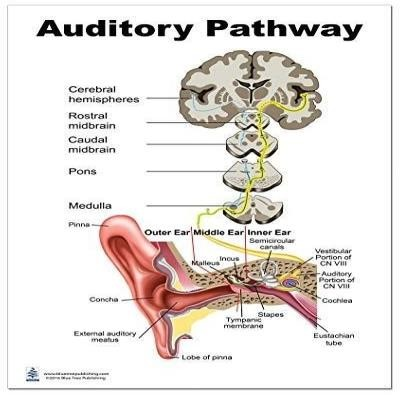 Auditory Pathway
Cerebral
hemispheres
Rostral
midbrain
Caudal
midbrain
Pons
Medulla
Pinna
Outer Ear
Middle Ear
Inner Ear
Semicircular
canals
Malleus
Incus
Vestibular
Portion of
CN VIII
Auditory
Portion of
CN VIII
Concha
Cochlea
Stapes
Tympanic
membrane
External auditory
meatus
Eustachian
tube
Lobe of pinna
www.bluetreepublishing.com
©2014 Blue Tree Publishing